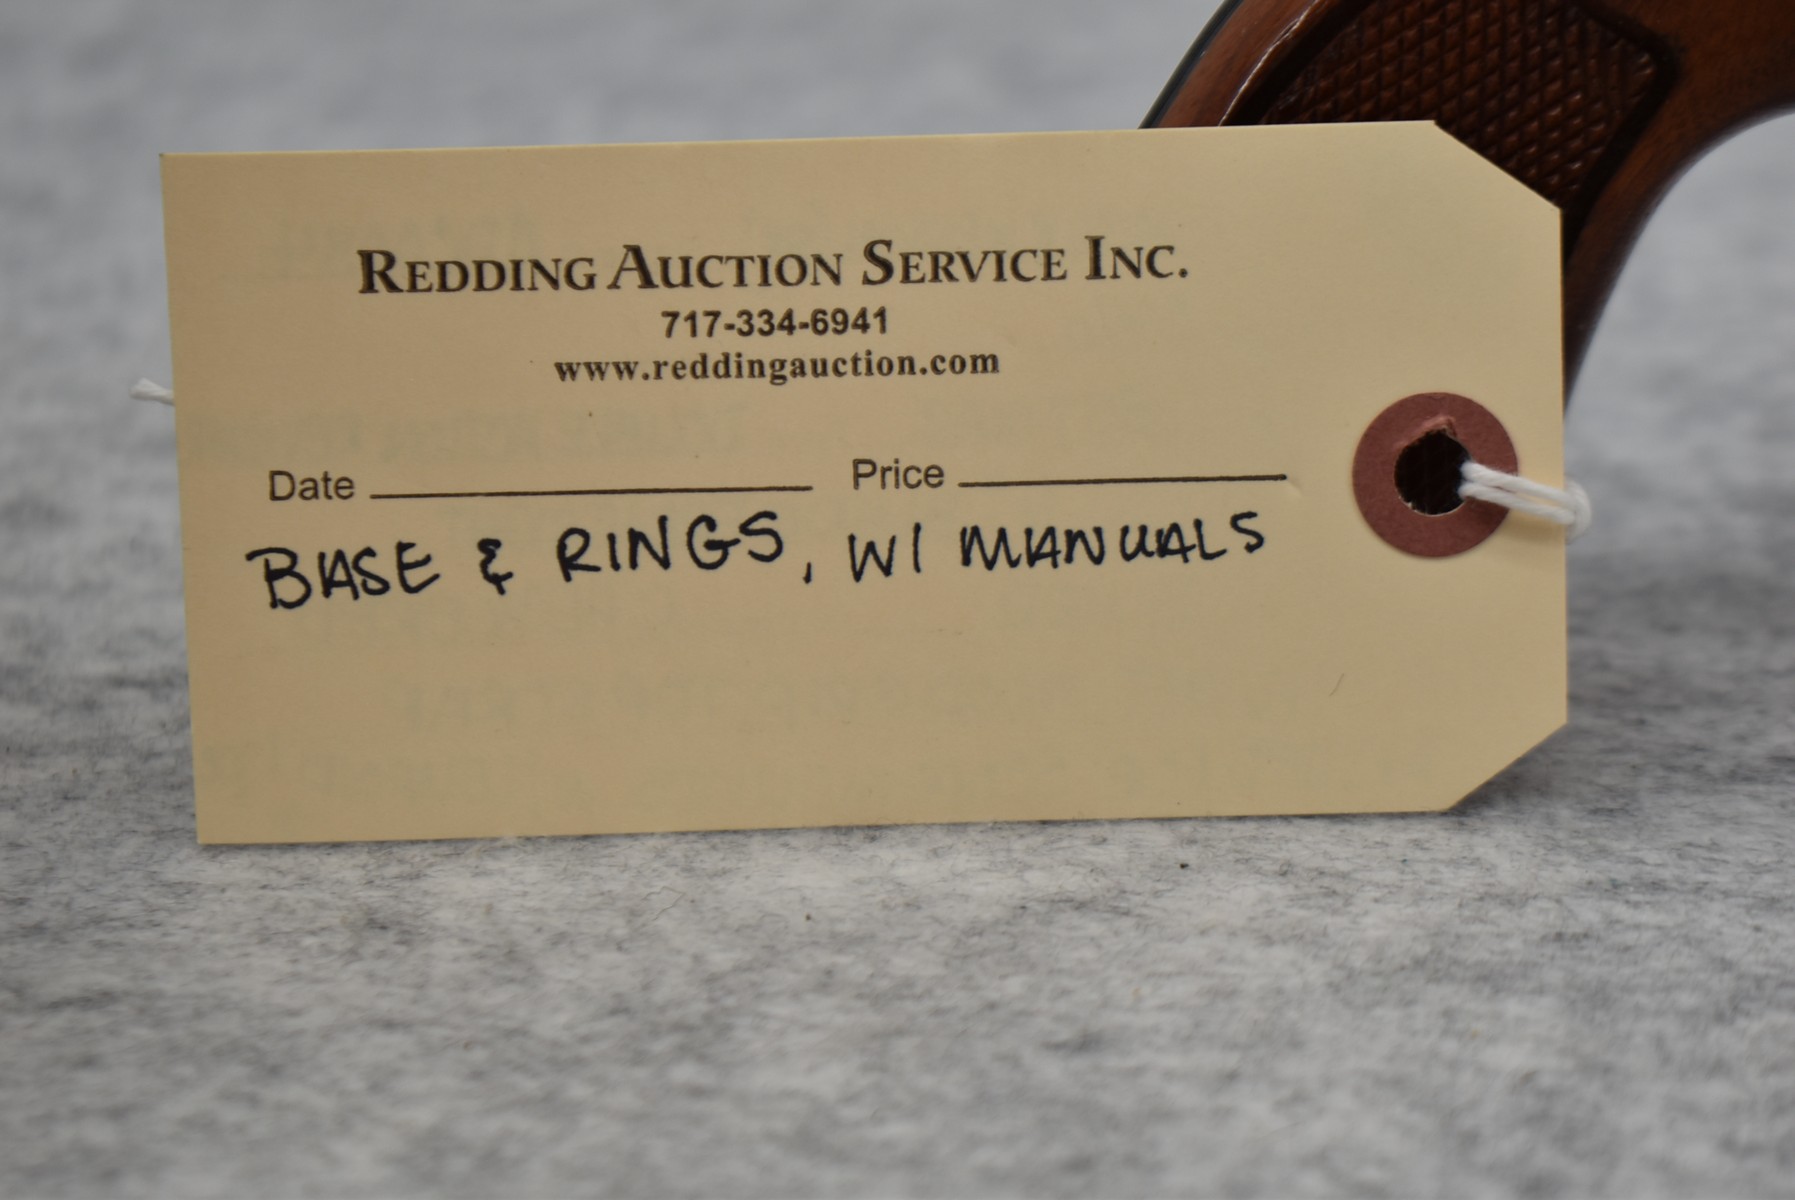 REDDING AUCTION SERVICE INC.
717-334-6941
www.reddingauction.com
Date Price
BASE & RINGS, W/ MANUALS